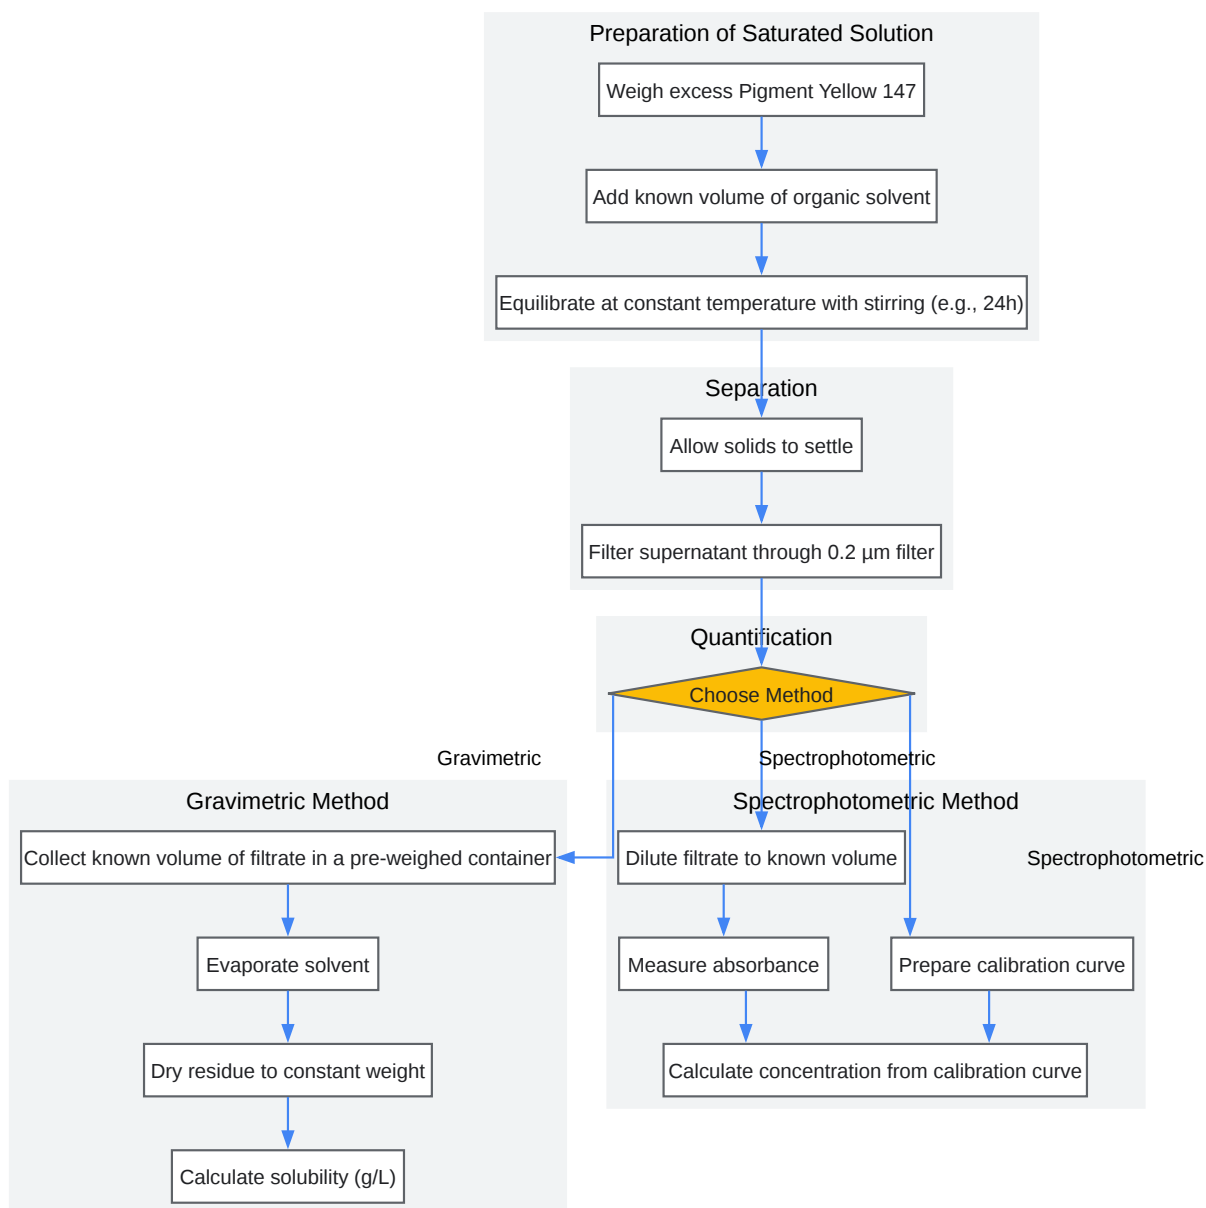 Preparation of Saturated Solution
Weigh excess Pigment Yellow 147
Add known volume of organic solvent
Equilibrate at constant temperature with stirring (e.g., 24h)
Separation
Allow solids to settle
Filter supernatant through 0.2 µm filter
Quantification
Choose Method
Gravimetric
Spectrophotometric
Gravimetric Method
Collect known volume of filtrate in a pre-weighed container
Evaporate solvent
Dry residue to constant weight
Calculate solubility (g/L)
Spectrophotometric Method
Dilute filtrate to known volume
Spectrophotometric
Measure absorbance
Prepare calibration curve
Calculate concentration from calibration curve